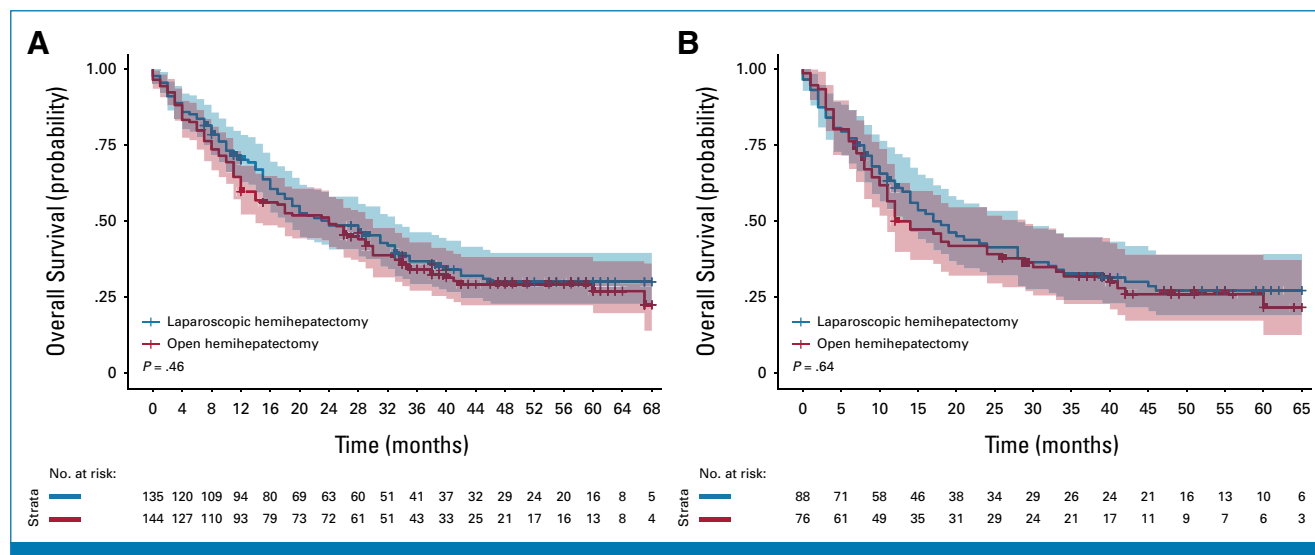 A
Overall Survival (probability)
1.00
.75
.50
.25
0
Laparoscopic hemihepatectomy
Open hemihepatectomy
P = .46
0 4 8 12 16 20 24 28 32 36 40 44 48 52 56 60 64 68
Time (months)
No. at risk:
Strata
135 120 109 94 80 69 63 60 51 41 37 32 29 24 20 16 8 5
144 127 110 93 79 73 72 61 51 43 33 25 21 17 16 13 8 4
B
Overall Survival (probability)
1.00
.75
.50
.25
0
Laparoscopic hemihepatectomy
Open hemihepatectomy
P = .64
0 5 10 15 20 25 30 35 40 45 50 55 60 65
Time (months)
No. at risk:
Strata
88 71 58 46 38 34 29 26 24 21 16 13 10 6
76 61 49 35 31 29 24 21 17 11 9 7 6 3